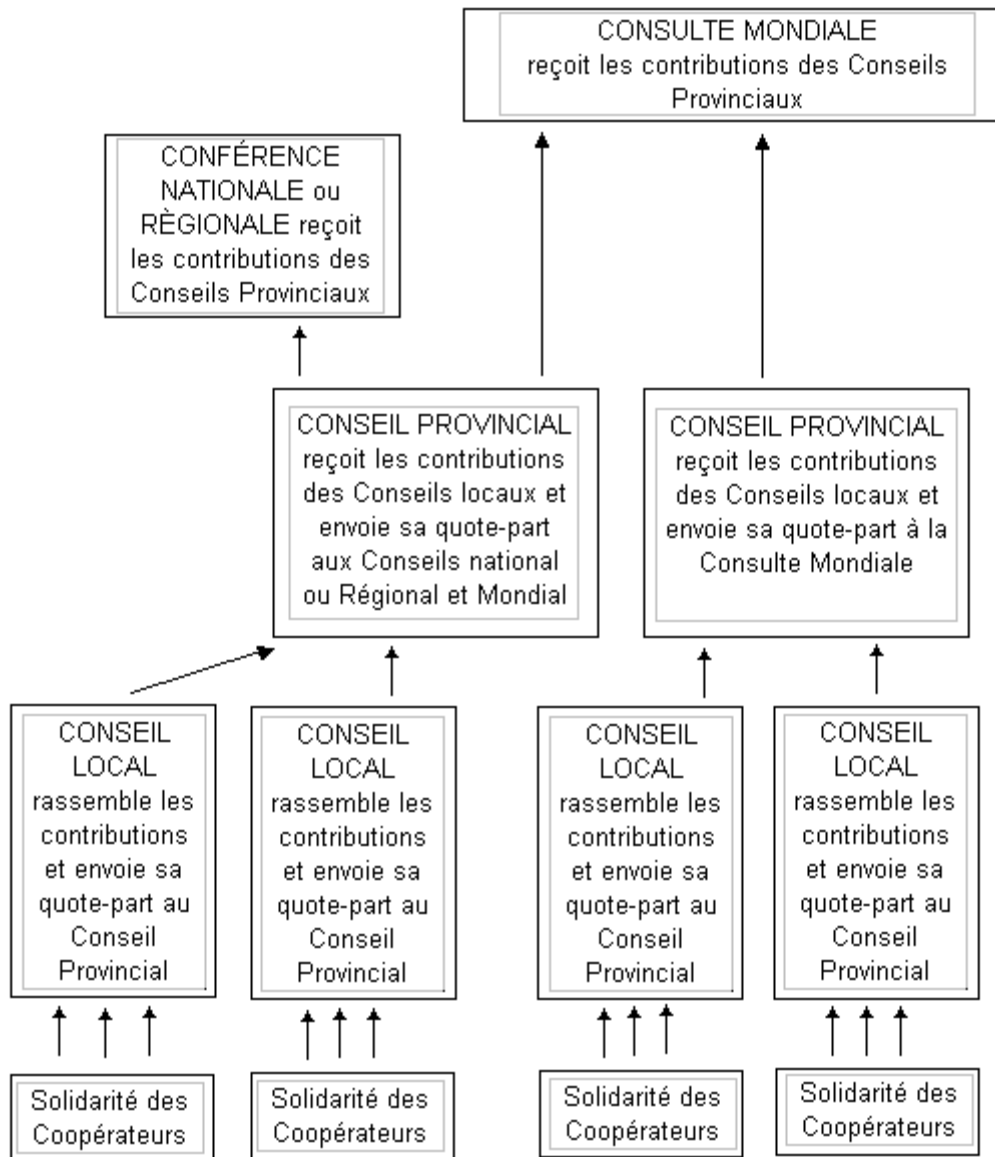 CONSULTE MONDIALE
reçoit les contributions des Conseils
Provinciaux
CONFÉRENCE
NATIONALE ou
RÈGIONALE reçoit
les contributions des
Conseils Provinciaux
CONSEIL PROVINCIAL
reçoit les contributions
des Conseils locaux et
envoie sa quote-part
aux Conseils national
ou Régional et Mondial
CONSEIL PROVINCIAL
reçoit les contributions
des Conseils locaux et
envoie sa quote-part à la
Consulte Mondiale
CONSEIL
LOCAL
rassemble les
contributions
et envoie sa
quote-part au
Conseil
Provincial .
CONSEIL
LOCAL
rassemble les
contributions
et envoie sa
quote-part au
Conseil
Provincial .
CONSEIL
LOCAL
rassemble les
contributions
et envoie sa
quote-part au
Conseil
Provincial .
CONSEIL
LOCAL
rassemble les
contributions
et envoie sa
quote-part au
Conseil
Provincial .
Solidarité des
Coopérateurs
Solidarité des
Coopérateurs
Solidarité des
Coopérateurs
Solidarité des
Coopérateurs